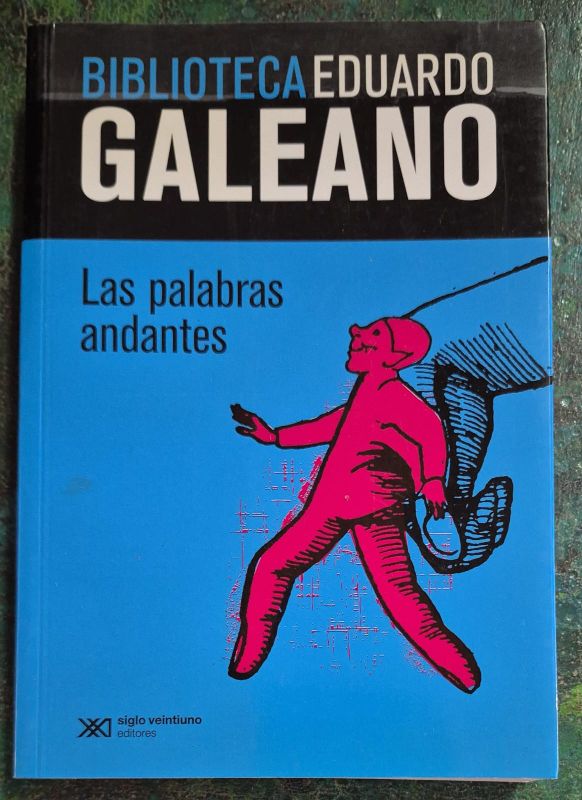 BIBLIOTECA EDUARDO
GALEANO
Las palabras
andantes
siglo veintiuno
editores